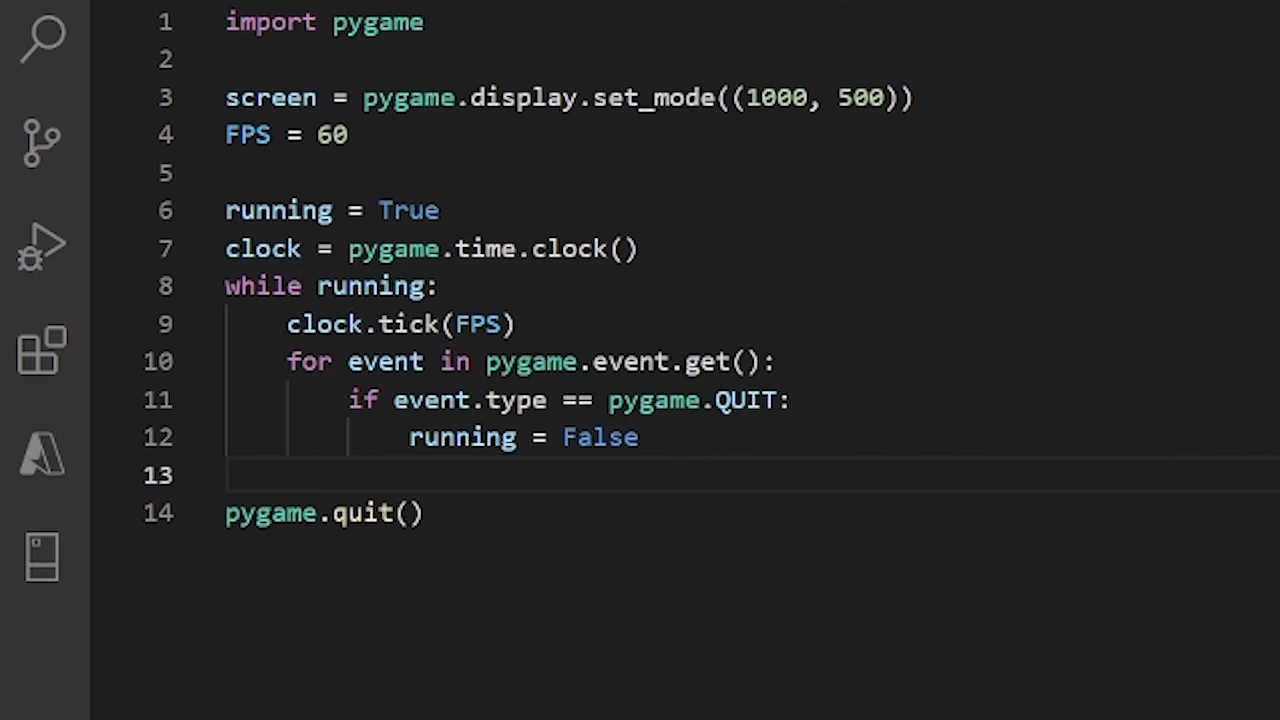 1 import pygame
2
3 screen = pygame.display.set_mode((1000, 500))
4 FPS = 60
5
6 running = True
7 clock = pygame.time.clock()
8 while running:
9     clock.tick(FPS)
10     for event in pygame.event.get():
11         if event.type == pygame.QUIT:
12             running = False
13
14 pygame.quit()